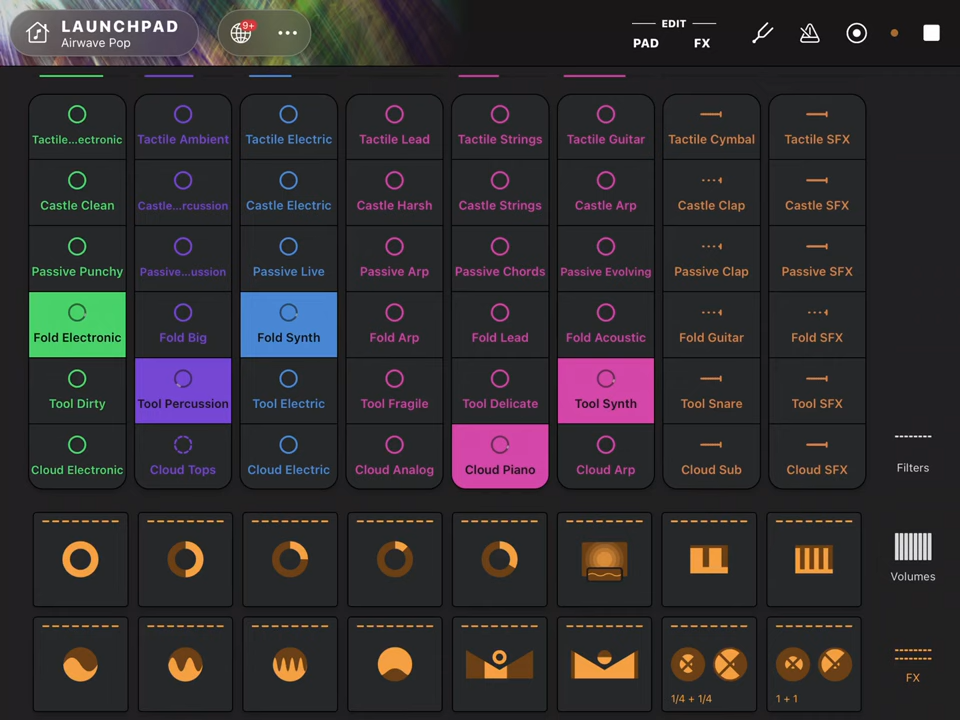 LAUNCHPAD
Airwave Pop
9+
EDIT
PAD FX
Tactile...ectronic Tactile Ambient Tactile Electric Tactile Lead Tactile Strings Tactile Guitar Tactile Cymbal Tactile SFX
Castle Clean Castle...rcussion Castle Electric Castle Harsh Castle Strings Castle Arp Castle Clap Castle SFX
Passive Punchy Passive...ussion Passive Live Passive Arp Passive Chords Passive Evolving Passive Clap Passive SFX
Fold Electronic Fold Big Fold Synth Fold Arp Fold Lead Fold Acoustic Fold Guitar Fold SFX
Tool Dirty Tool Percussion Tool Electric Tool Fragile Tool Delicate Tool Synth Tool Snare Tool SFX
Cloud Electronic Cloud Tops Cloud Electric Cloud Analog Cloud Piano Cloud Arp Cloud Sub Cloud SFX
Filters
Volumes
FX
1/4 + 1/4 1 + 1